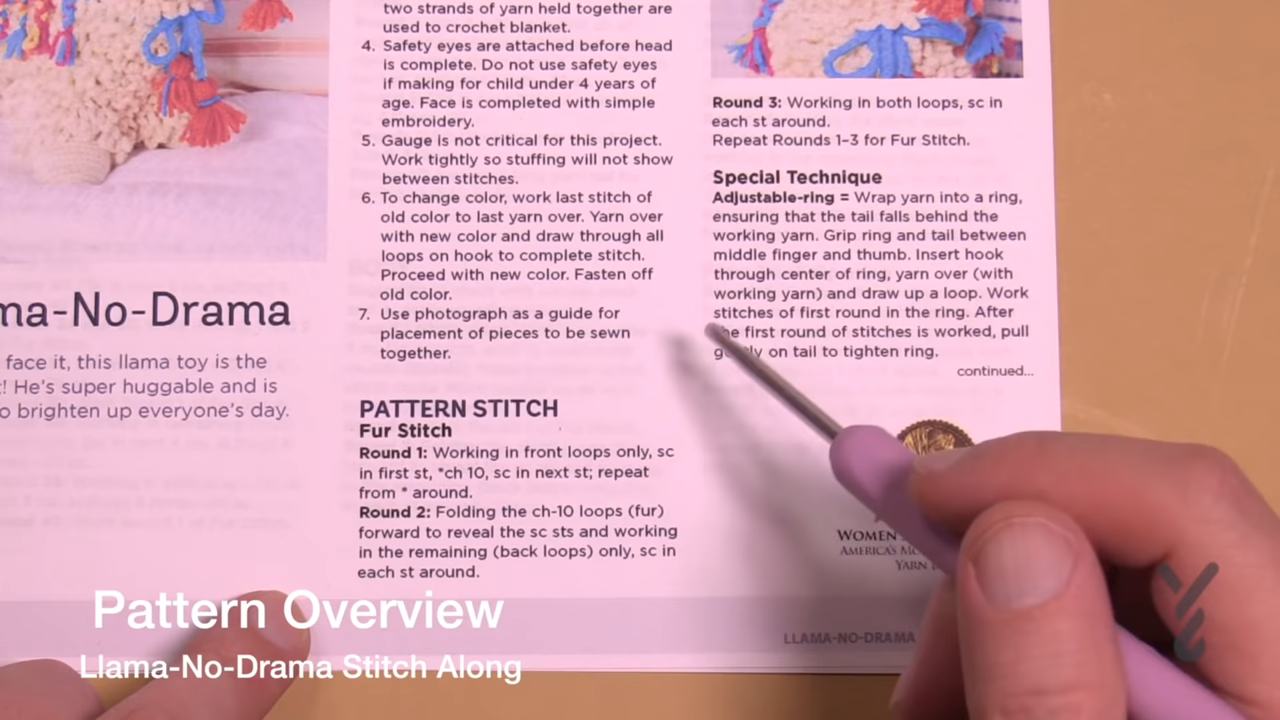 ma-No-Drama
face it, this llama toy is the
! He's super huggable and is
o brighten up everyone's day.
two strands of yarn held together are
used to crochet blanket.
4. Safety eyes are attached before head
is complete. Do not use safety eyes
if making for child under 4 years of
age. Face is completed with simple
embroidery.
5. Gauge is not critical for this project.
Work tightly so stuffing will not show
between stitches.
6. To change color, work last stitch of
old color to last yarn over. Yarn over
with new color and draw through all
loops on hook to complete stitch.
Proceed with new color. Fasten off
old color.
7. Use photograph as a guide for
placement of pieces to be sewn
together.
PATTERN STITCH
Fur Stitch
Round 1: Working in front loops only, sc
in first st, *ch 10, sc in next st; repeat
from * around.
Round 2: Folding the ch-10 loops (fur)
forward to reveal the sc sts and working
in the remaining (back loops) only, sc in
each st around.
Round 3: Working in both loops, sc in
each st around.
Repeat Rounds 1–3 for Fur Stitch.
Special Technique
Adjustable-ring = Wrap yarn into a ring,
ensuring that the tail falls behind the
working yarn. Grip ring and tail between
middle finger and thumb. Insert hook
through center of ring, yarn over (with
working yarn) and draw up a loop. Work
stitches of first round in the ring. After
he first round of stitches is worked, pull
on tail to tighten ring.
continued...
WOMEN
AMERICA'S
YARN
LLAMA-NO-DRAMA
Pattern Overview
Llama-No-Drama Stitch Along